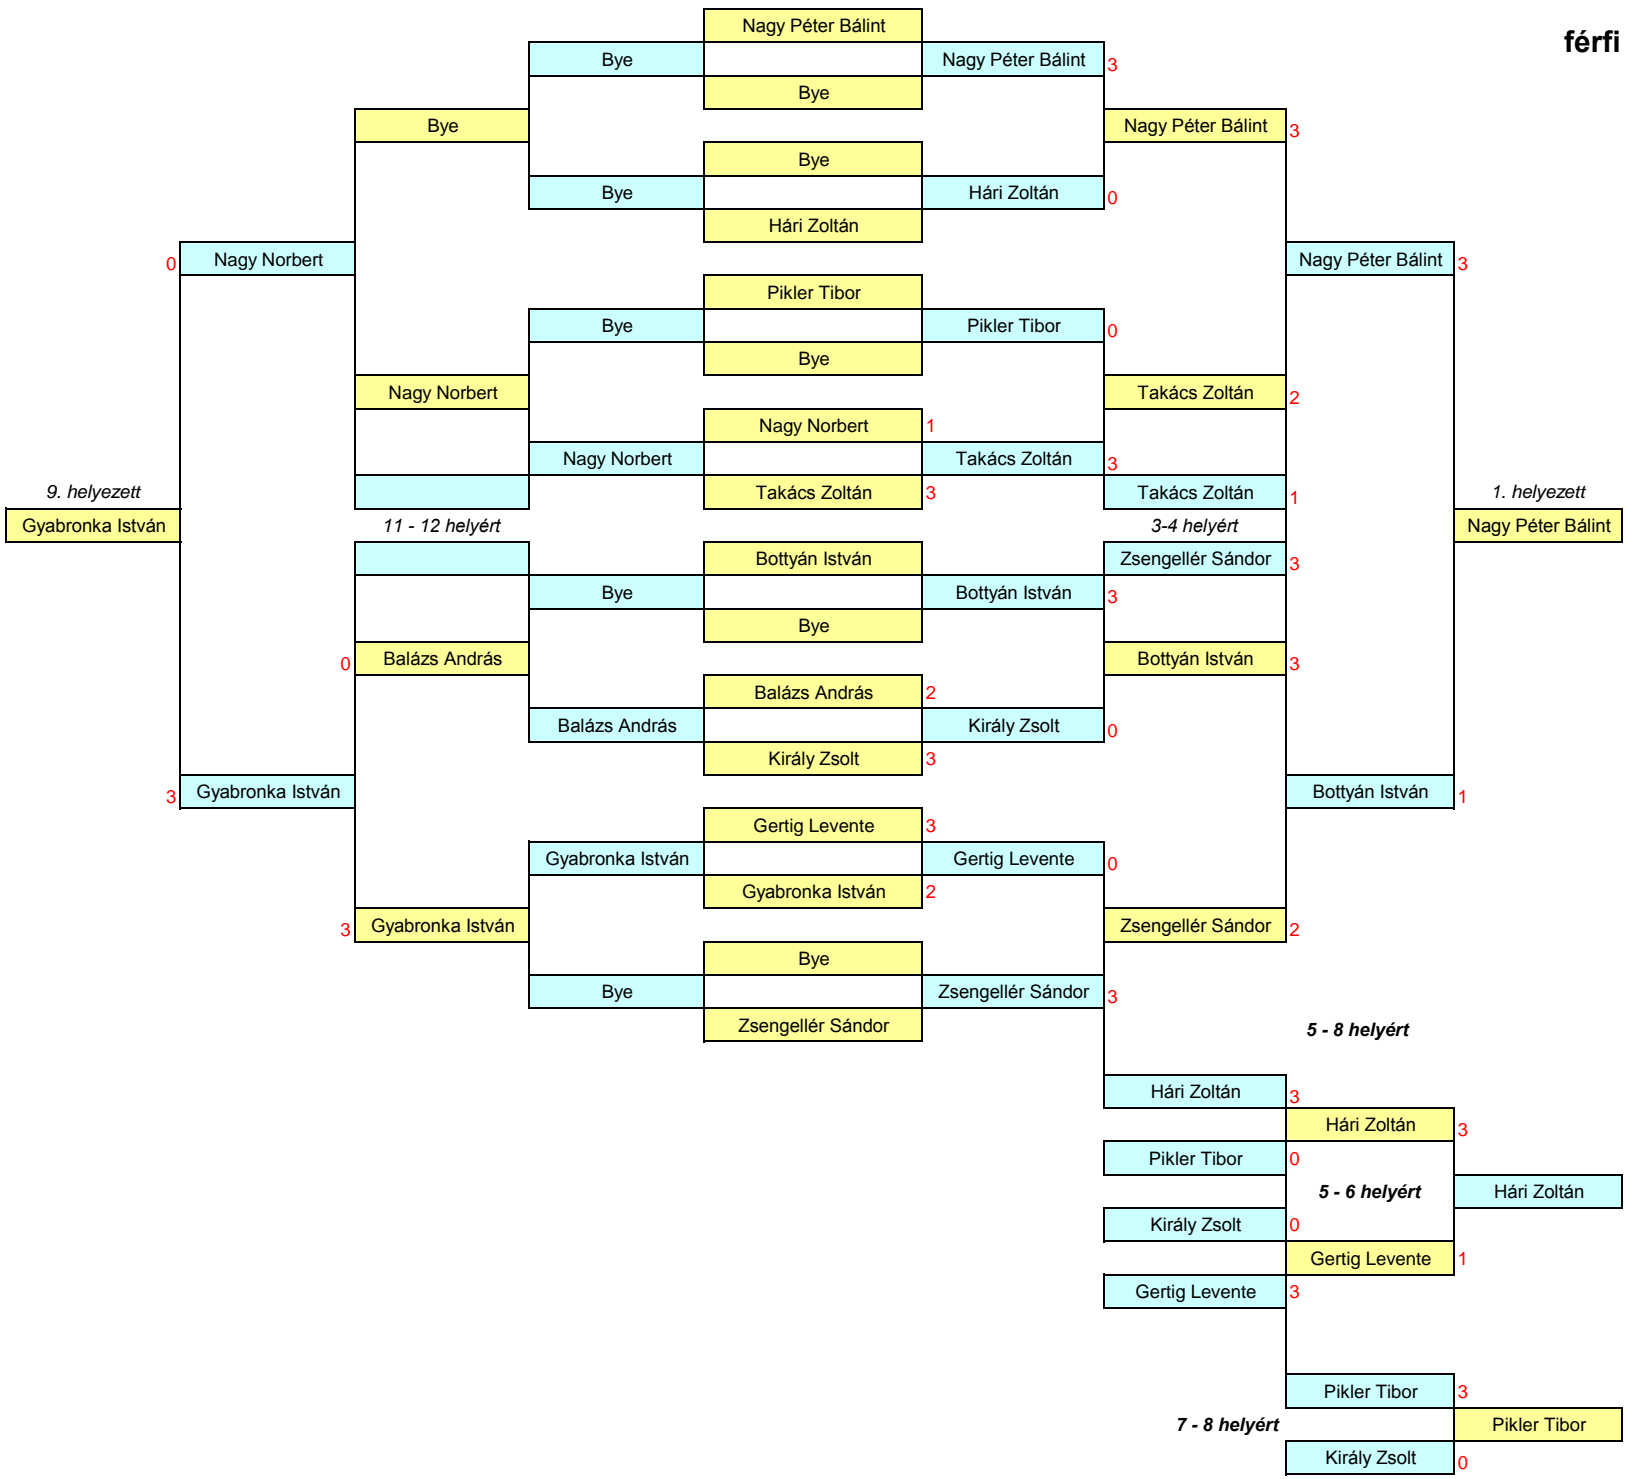 Nagy Péter Bálint
férfi
Bye Nagy Péter Bálint 3
Bye
Bye Nagy Péter Bálint 3
Bye
Bye Hári Zoltán 0
Hári Zoltán
0 Nagy Norbert Nagy Péter Bálint 3
Pikler Tibor
Bye Pikler Tibor 0
Bye
Nagy Norbert Takács Zoltán 2
Nagy Norbert 1
Nagy Norbert Takács Zoltán 3
9. helyezett Takács Zoltán 3 Takács Zoltán 1 1. helyezett
Gyabronka István 11 - 12 helyért 3-4 helyért Nagy Péter Bálint
Bottyán István Zsengellér Sándor 3
Bye Bottyán István 3
Bye
0 Balázs András Bottyán István 3
Balázs András 2
Balázs András Király Zsolt 0
Király Zsolt 3
3 Gyabronka István Bottyán István 1
Gertig Levente 3
Gyabronka István Gertig Levente 0
Gyabronka István 2
3 Gyabronka István Zsengellér Sándor 2
Bye
Bye Zsengellér Sándor 3
Zsengellér Sándor
5 - 8 helyért
Hári Zoltán 3
Hári Zoltán 3
Pikler Tibor 0
5 - 6 helyért Hári Zoltán
Király Zsolt 0
Gertig Levente 1
Gertig Levente 3
Pikler Tibor 3
7 - 8 helyért Pikler Tibor
Király Zsolt 0